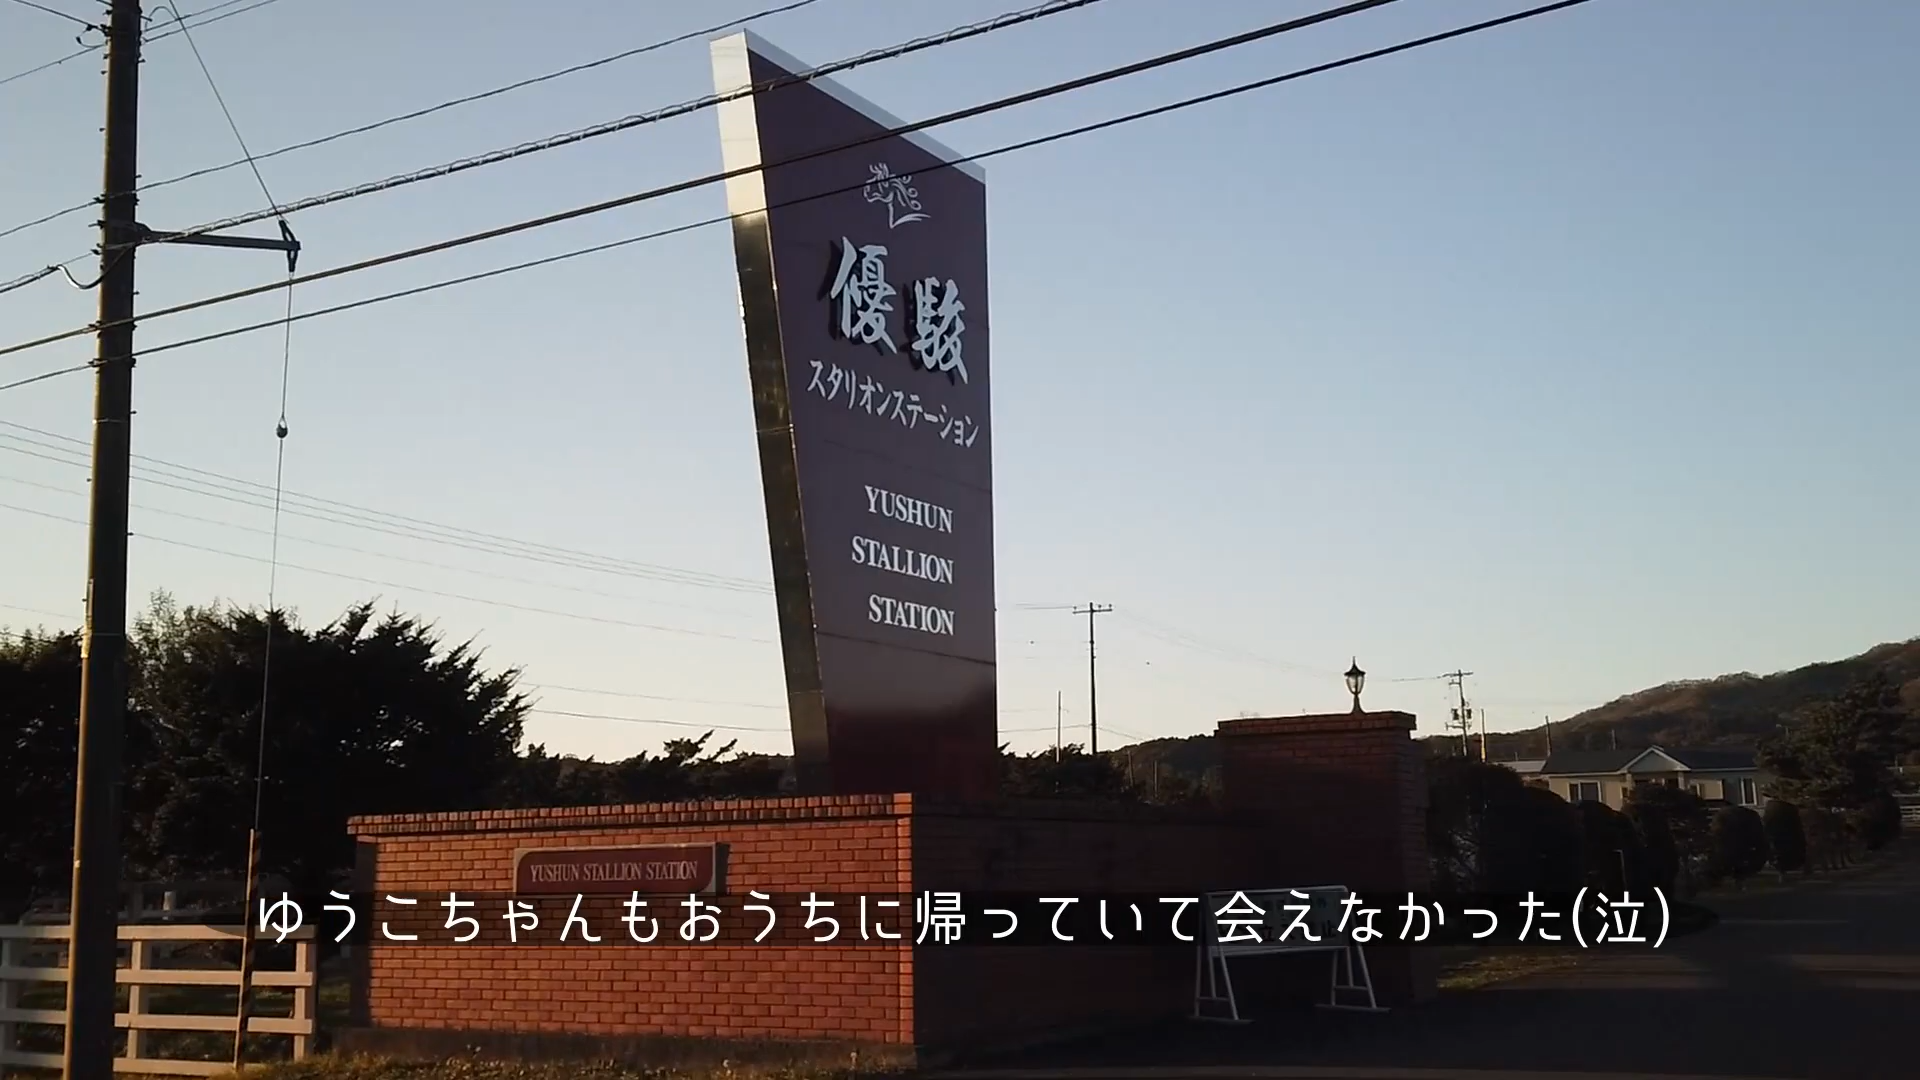 優駿
スタリオンステーション
YUSHUN
STALLION
STATION
YUSHUN STALLION STATION
ゆうこちゃんもおうちに帰っていて会えなかった(泣)